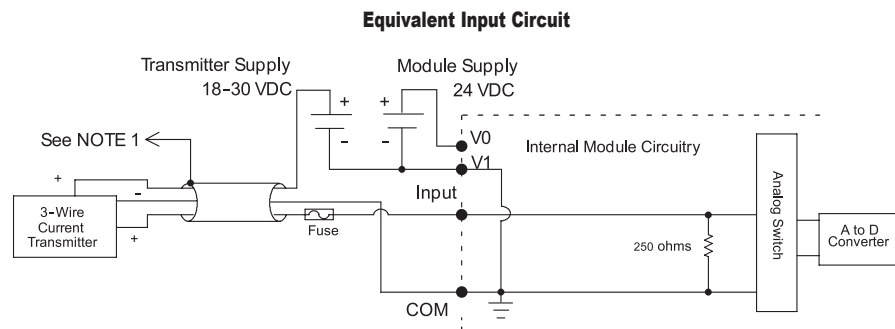 Equivalent Input Circuit
Transmitter Supply
18–30 VDC
Module Supply
24 VDC
+
-
+
-
See NOTE 1
V0
V1
Internal Module Circuitry
+
-
+
3-Wire
Current
Transmitter
Input
Fuse
250 ohms
Analog Switch
A to D
Converter
COM